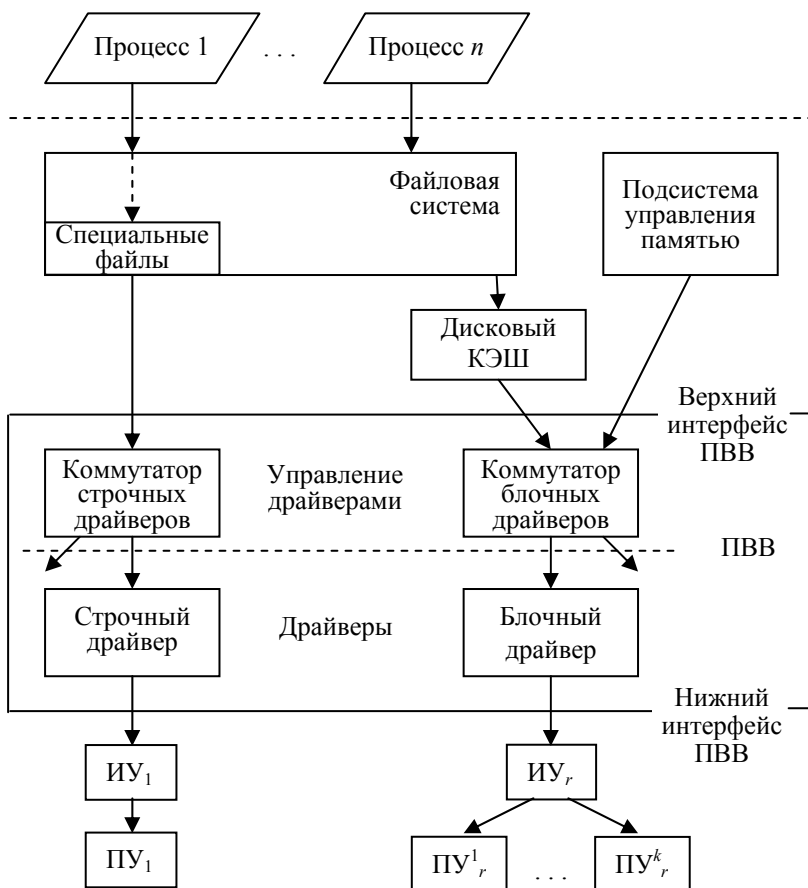 Процесс 1
. . .
Процесс n
Файловая
система
Специальные
файлы
Подсистема
управления
памятью
Дисковый
КЭШ
Верхний
интерфейс
ПВВ
Коммутатор
строчных
драйверов
Управление
драйверами
Коммутатор
блочных
драйверов
ПВВ
Строчный
драйвер
Драйверы
Блочный
драйвер
Нижний
интерфейс
ПВВ
ИУ₁
ИУᵣ
ПУ₁
ПУ¹ᵣ
. . .
ПУᵏᵣ